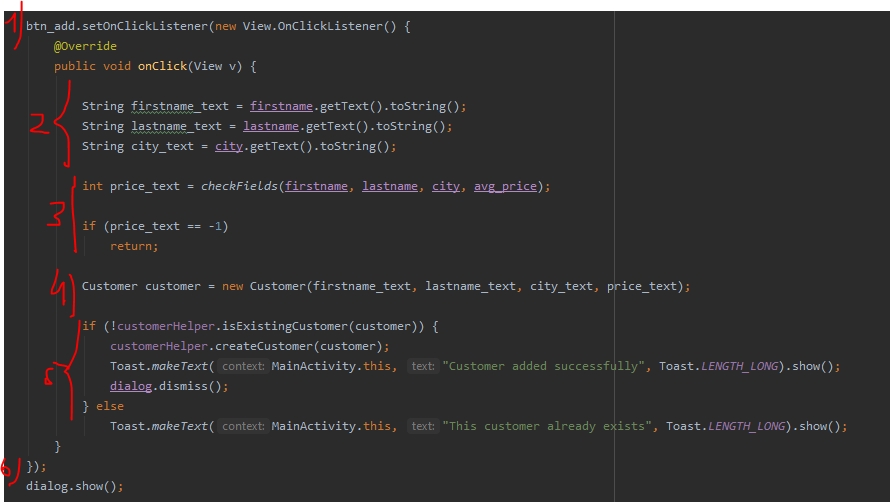 1) btn_add.setOnClickListener(new View.OnClickListener() {
@Override
public void onClick(View v) {
2 String firstname_text = firstname.getText().toString();
String lastname_text = lastname.getText().toString();
String city_text = city.getText().toString();
3 int price_text = checkFields(firstname, lastname, city, avg_price);
if (price_text == -1)
return;
4) Customer customer = new Customer(firstname_text, lastname_text, city_text, price_text);
5 if (!customerHelper.isExistingCustomer(customer)) {
customerHelper.createCustomer(customer);
Toast.makeText( context: MainActivity.this, text: "Customer added successfully", Toast.LENGTH_LONG).show();
dialog.dismiss();
} else
Toast.makeText( context: MainActivity.this, text: "This customer already exists", Toast.LENGTH_LONG).show();
}
6) });
dialog.show();